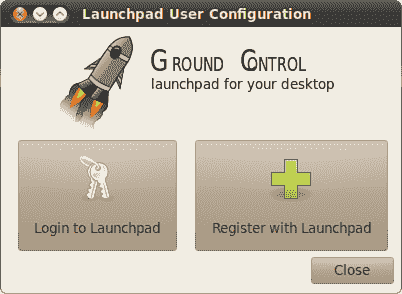 Launchpad User Configuration
GROUND CONTROL
launchpad for your desktop
Login to Launchpad
Register with Launchpad
Close